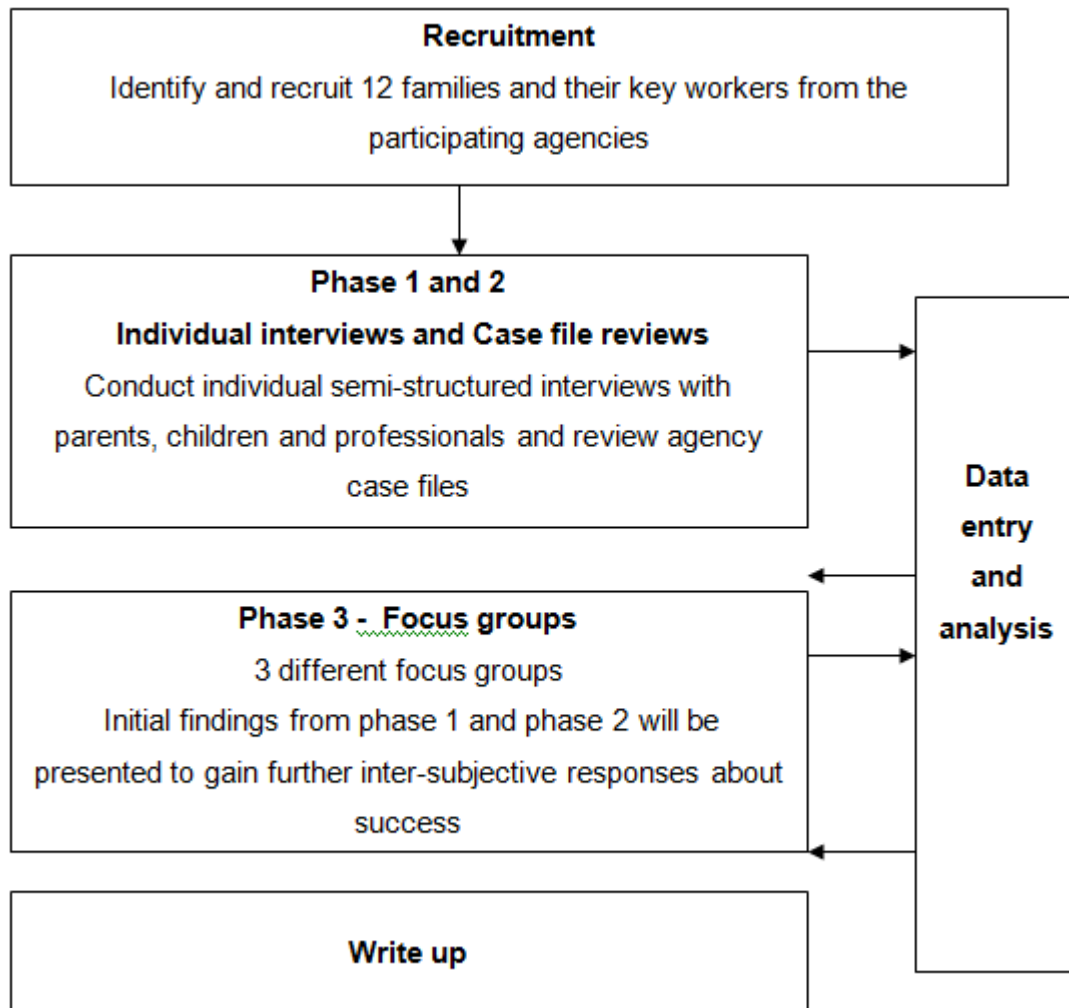 Recruitment
Identify and recruit 12 families and their key workers from the
participating agencies
Phase 1 and 2
Individual interviews and Case file reviews
Conduct individual semi-structured interviews with
parents, children and professionals and review agency
case files
Data
entry
and
analysis
Phase 3 - Focus groups
3 different focus groups
Initial findings from phase 1 and phase 2 will be
presented to gain further inter-subjective responses about
success
Write up